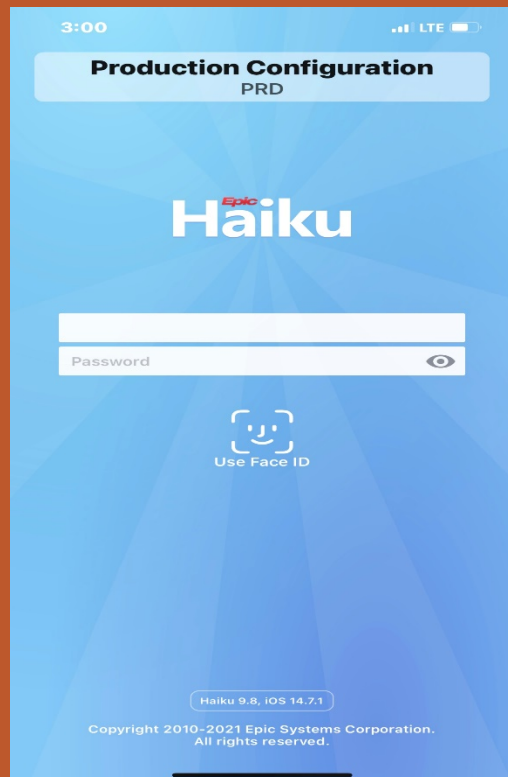 3:00
LTE
Production Configuration
PRD
Epic
Haiku
Password
Use Face ID
Haiku 9.8, iOS 14.7.1
Copyright 2010-2021 Epic Systems Corporation.
All rights reserved.